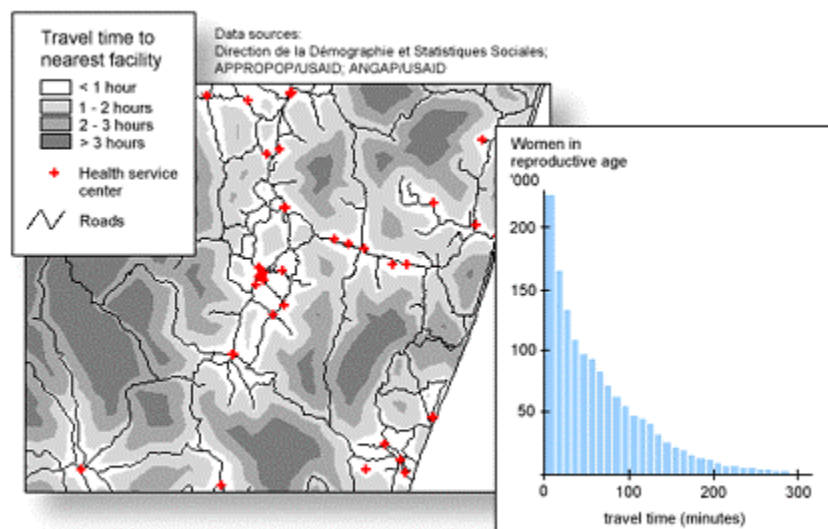 Travel time to
nearest facility
< 1 hour
1 - 2 hours
2 - 3 hours
> 3 hours
Health service
center
Roads
Data sources:
Direction de la Démographie et Statistiques Sociales;
APPROPOP/USAID; ANGAP/USAID
Women in
reproductive age
'000
200
150
100
50
0
0
100
200
300
travel time (minutes)